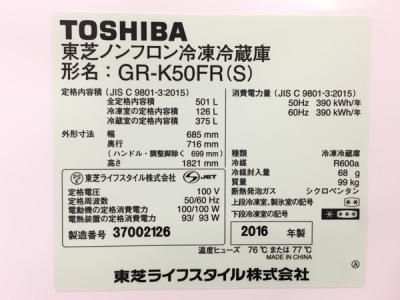 TOSHIBA
東芝ノンフロン冷凍冷蔵庫
形名：GR-K50FR(S)
定格内容積（JIS C 9801-3:2015）
全定格内容積 501 L
冷凍室の定格内容積 126 L
冷蔵室の定格内容積 375 L
外形寸法 幅 685 mm
奥行 716 mm
（ハンドル・調整脚除く 699 mm）
高さ 1821 mm
東芝ライフスタイル株式会社 S JET
定格電圧 100 V
定格周波数 50/60 Hz
電動機の定格消費電力 100/100 W
電熱装置の定格消費電力 93/ 93 W
製造番号 37002126
消費電力量（JIS C 9801-3:2015）
50Hz 390 kWh/年
60Hz 390 kWh/年
種類 冷凍冷蔵庫
冷媒 R600a
冷媒封入量 68 g
質量 99 kg
断熱発泡ガス シクロペンタン
上段冷凍室、製氷室の記号
下段冷凍室の記号
2016 年製
温度ヒューズ 76 ℃ または 77 ℃
MADE IN CHINA
東芝ライフスタイル株式会社 Ⓐ